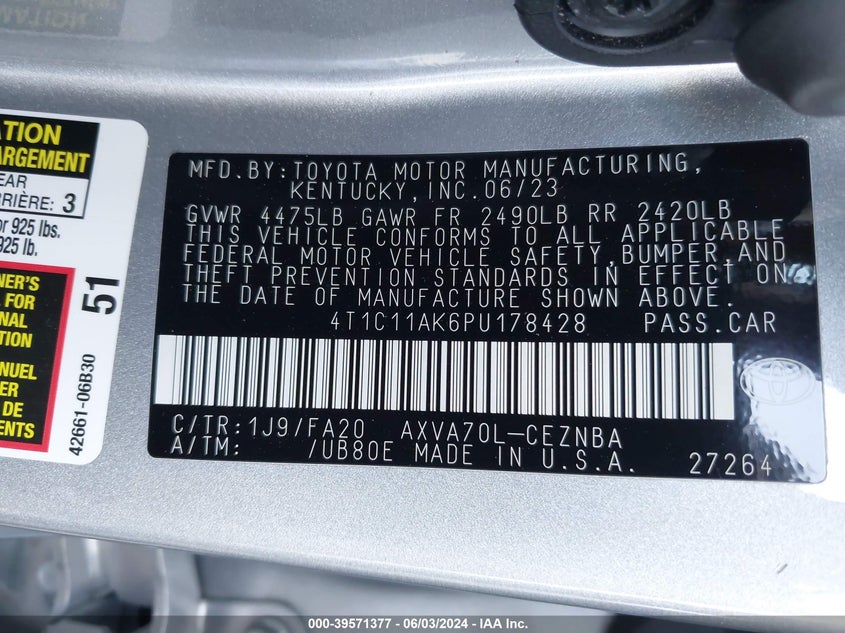 ATION
ARGEMENT
EAR
RRIÈRE: 3
or 925 lbs.
925 lb.
NER'S
FOR
NAL
TION
ANUEL
ER
DE
MENTS
51
42661-06B30
MFD.BY:TOYOTA MOTOR MANUFACTURING,
KENTUCKY,INC.06/23
GVWR 4475LB GAWR FR 2490LB RR 2420LB
THIS VEHICLE CONFORMS TO ALL APPLICABLE
FEDERAL MOTOR VEHICLE SAFETY,BUMPER,AND
THEFT PREVENTION STANDARDS IN EFFECT ON
THE DATE OF MANUFACTURE SHOWN ABOVE.
4T1C11AK6PU178428 PASS.CAR
C/TR:1J9/FA20 AXVA70L-CEZNBA
A/TM: /UB80E MADE IN U.S.A. 27264
000-39571377 - 06/03/2024 - IAA Inc.